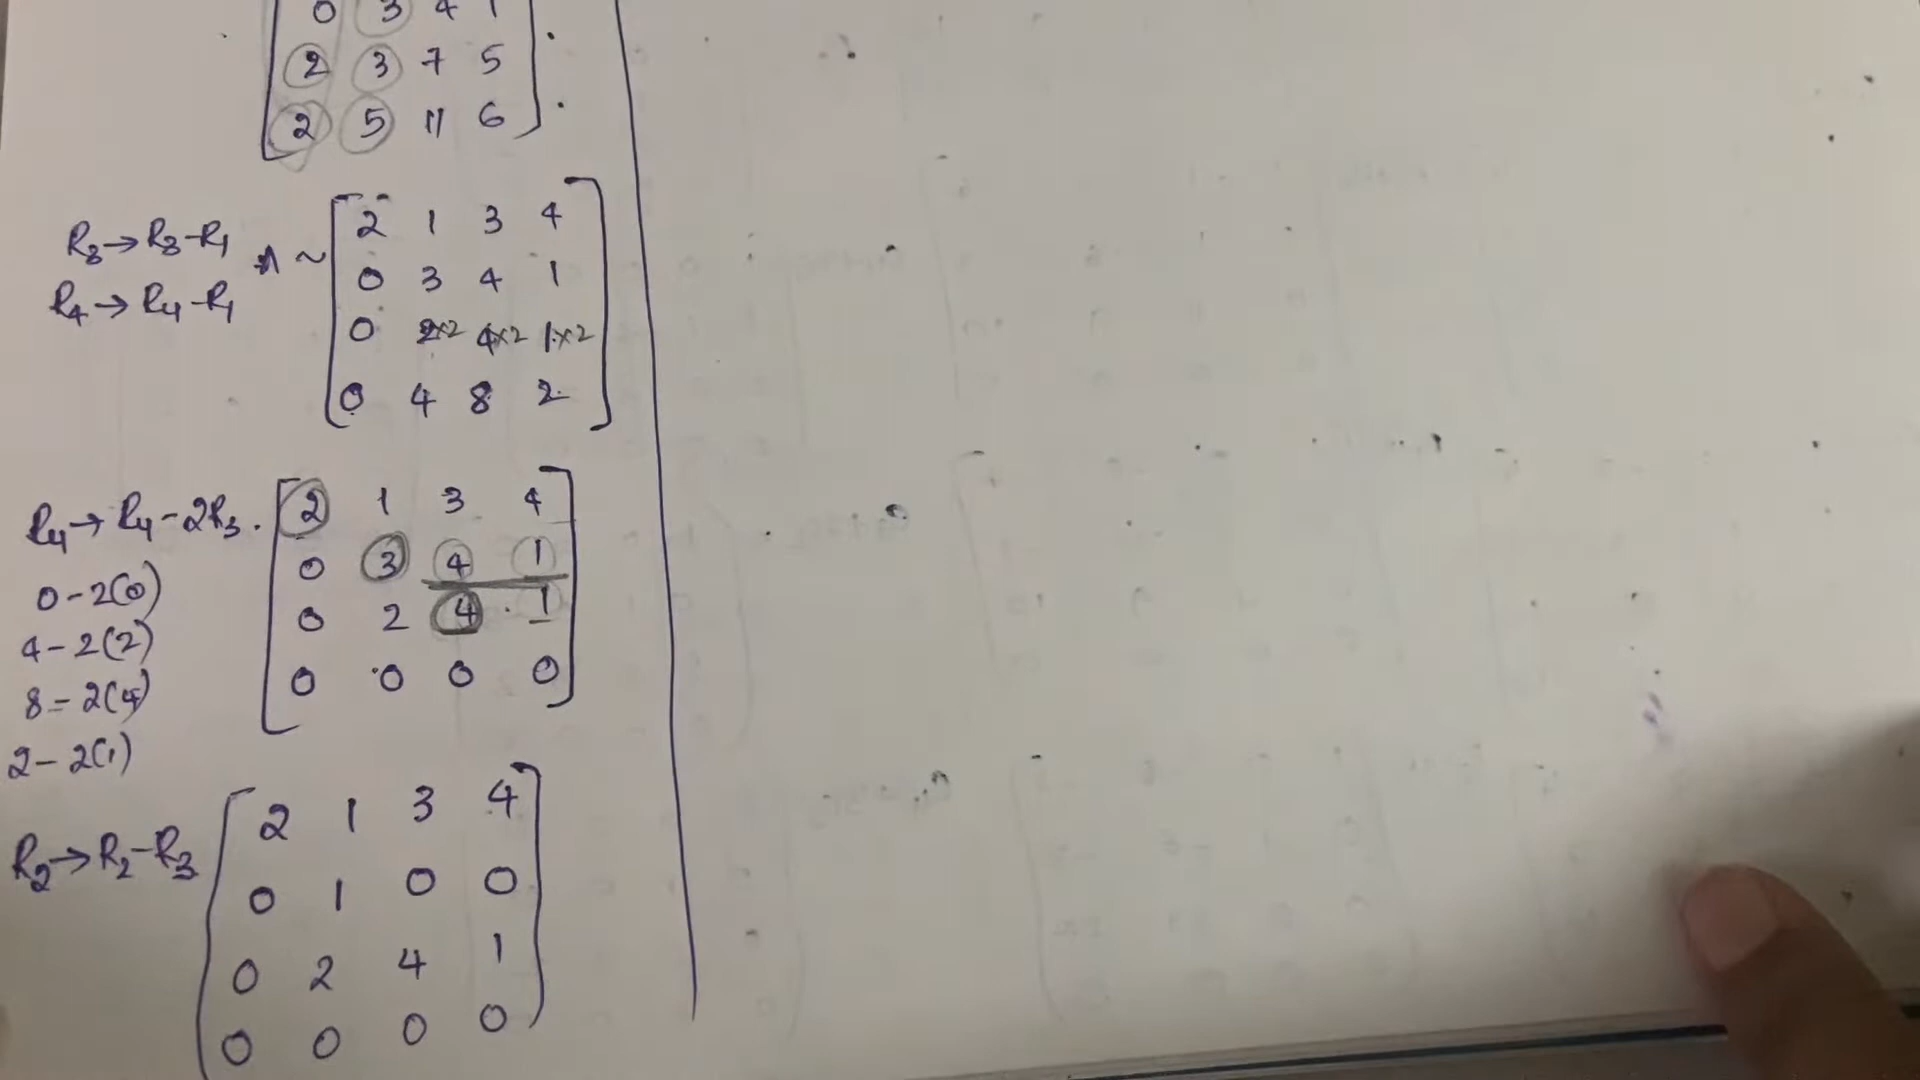 0 3 4 1
2 3 7 5
2 5 11 6
R3→R3-R1
R4→R4-R1
A ~
2 1 3 4
0 3 4 1
0 2×2 4×2 1×2
0 4 8 2
R4→R4-2R3.
0-2(0)
4-2(2)
8-2(4)
2-2(1)
2 1 3 4
0 3 4 1
0 2 4 1
0 0 0 0
R2→R2-R3
2 1 3 4
0 1 0 0
0 2 4 1
0 0 0 0